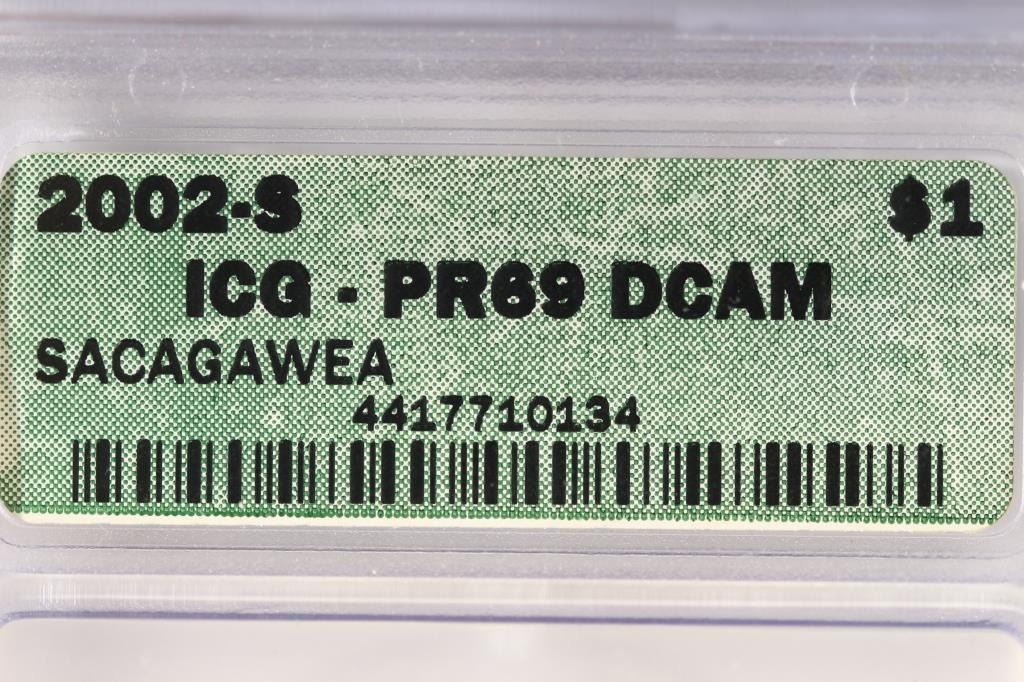 2002-S $1
ICG - PR69 DCAM
SACAGAWEA
4417710134